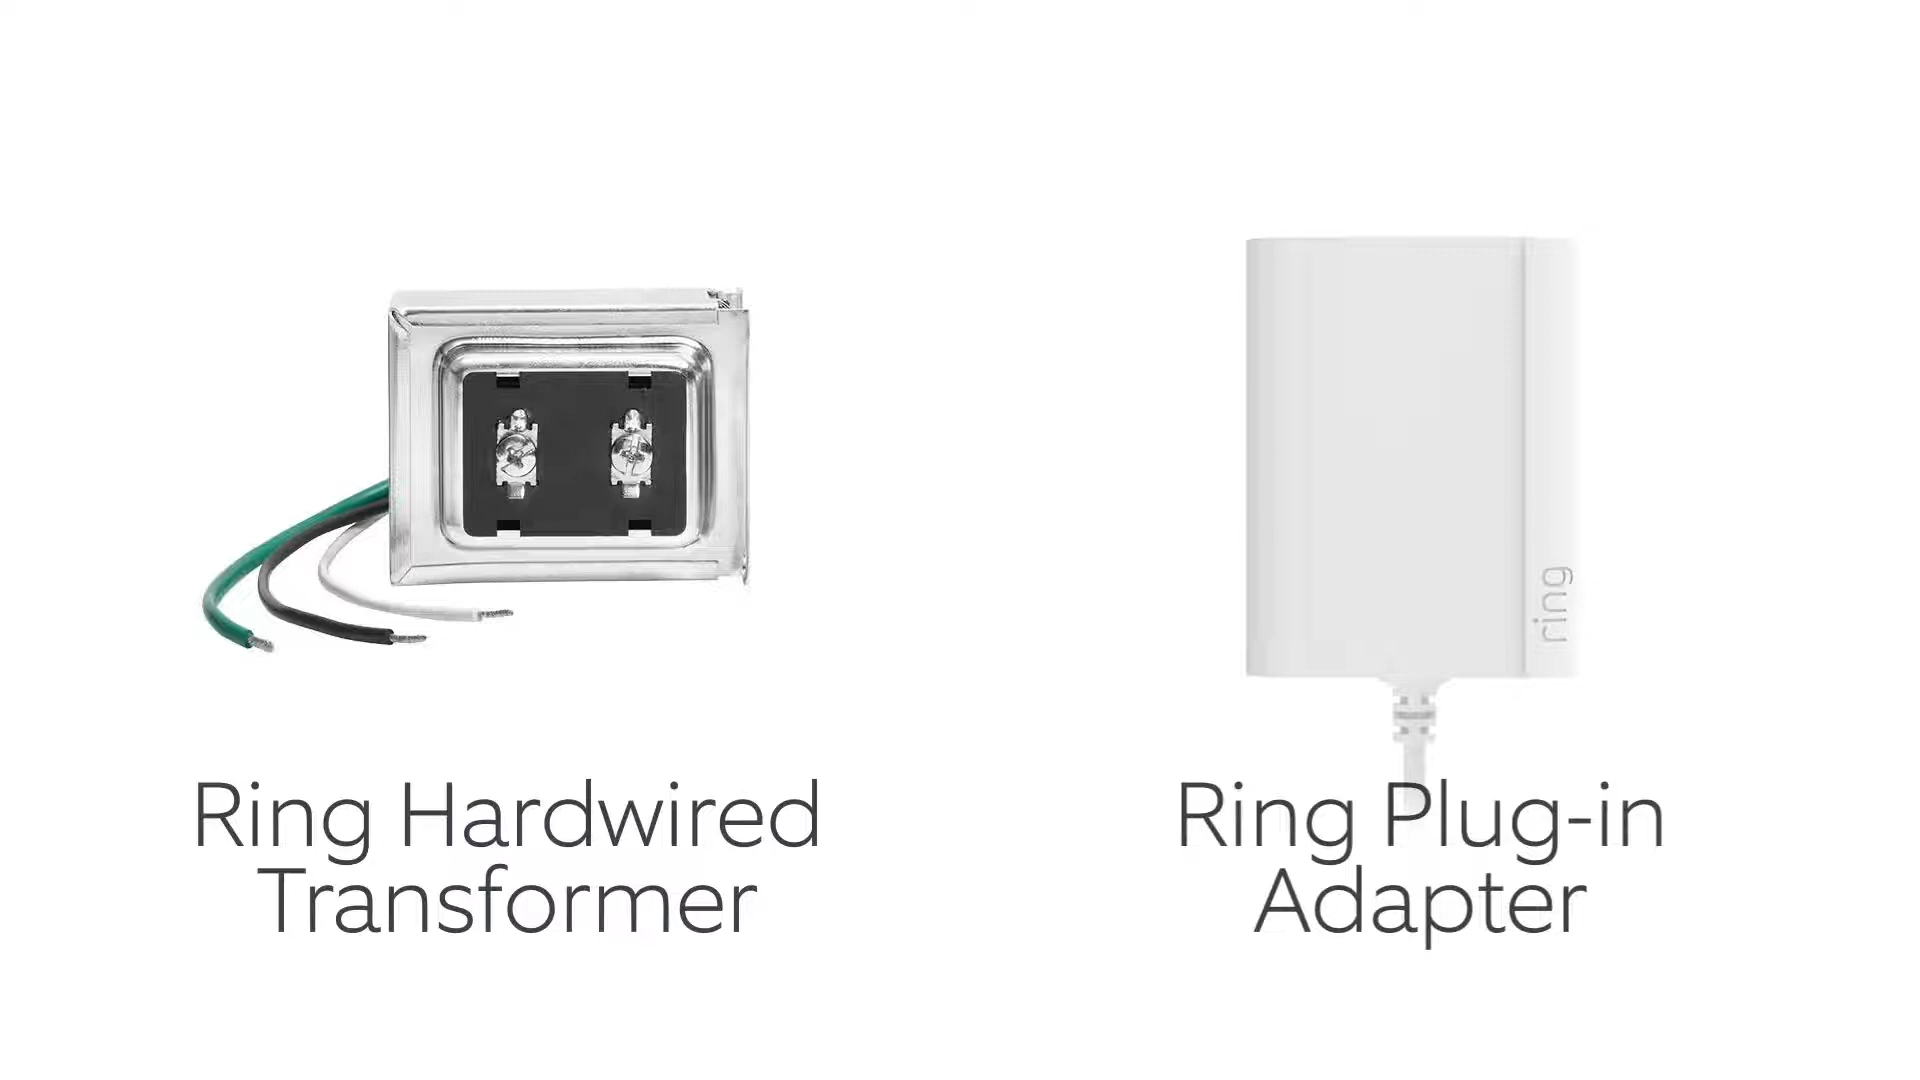 ring
Ring Hardwired
Transformer
Ring Plug-in
Adapter